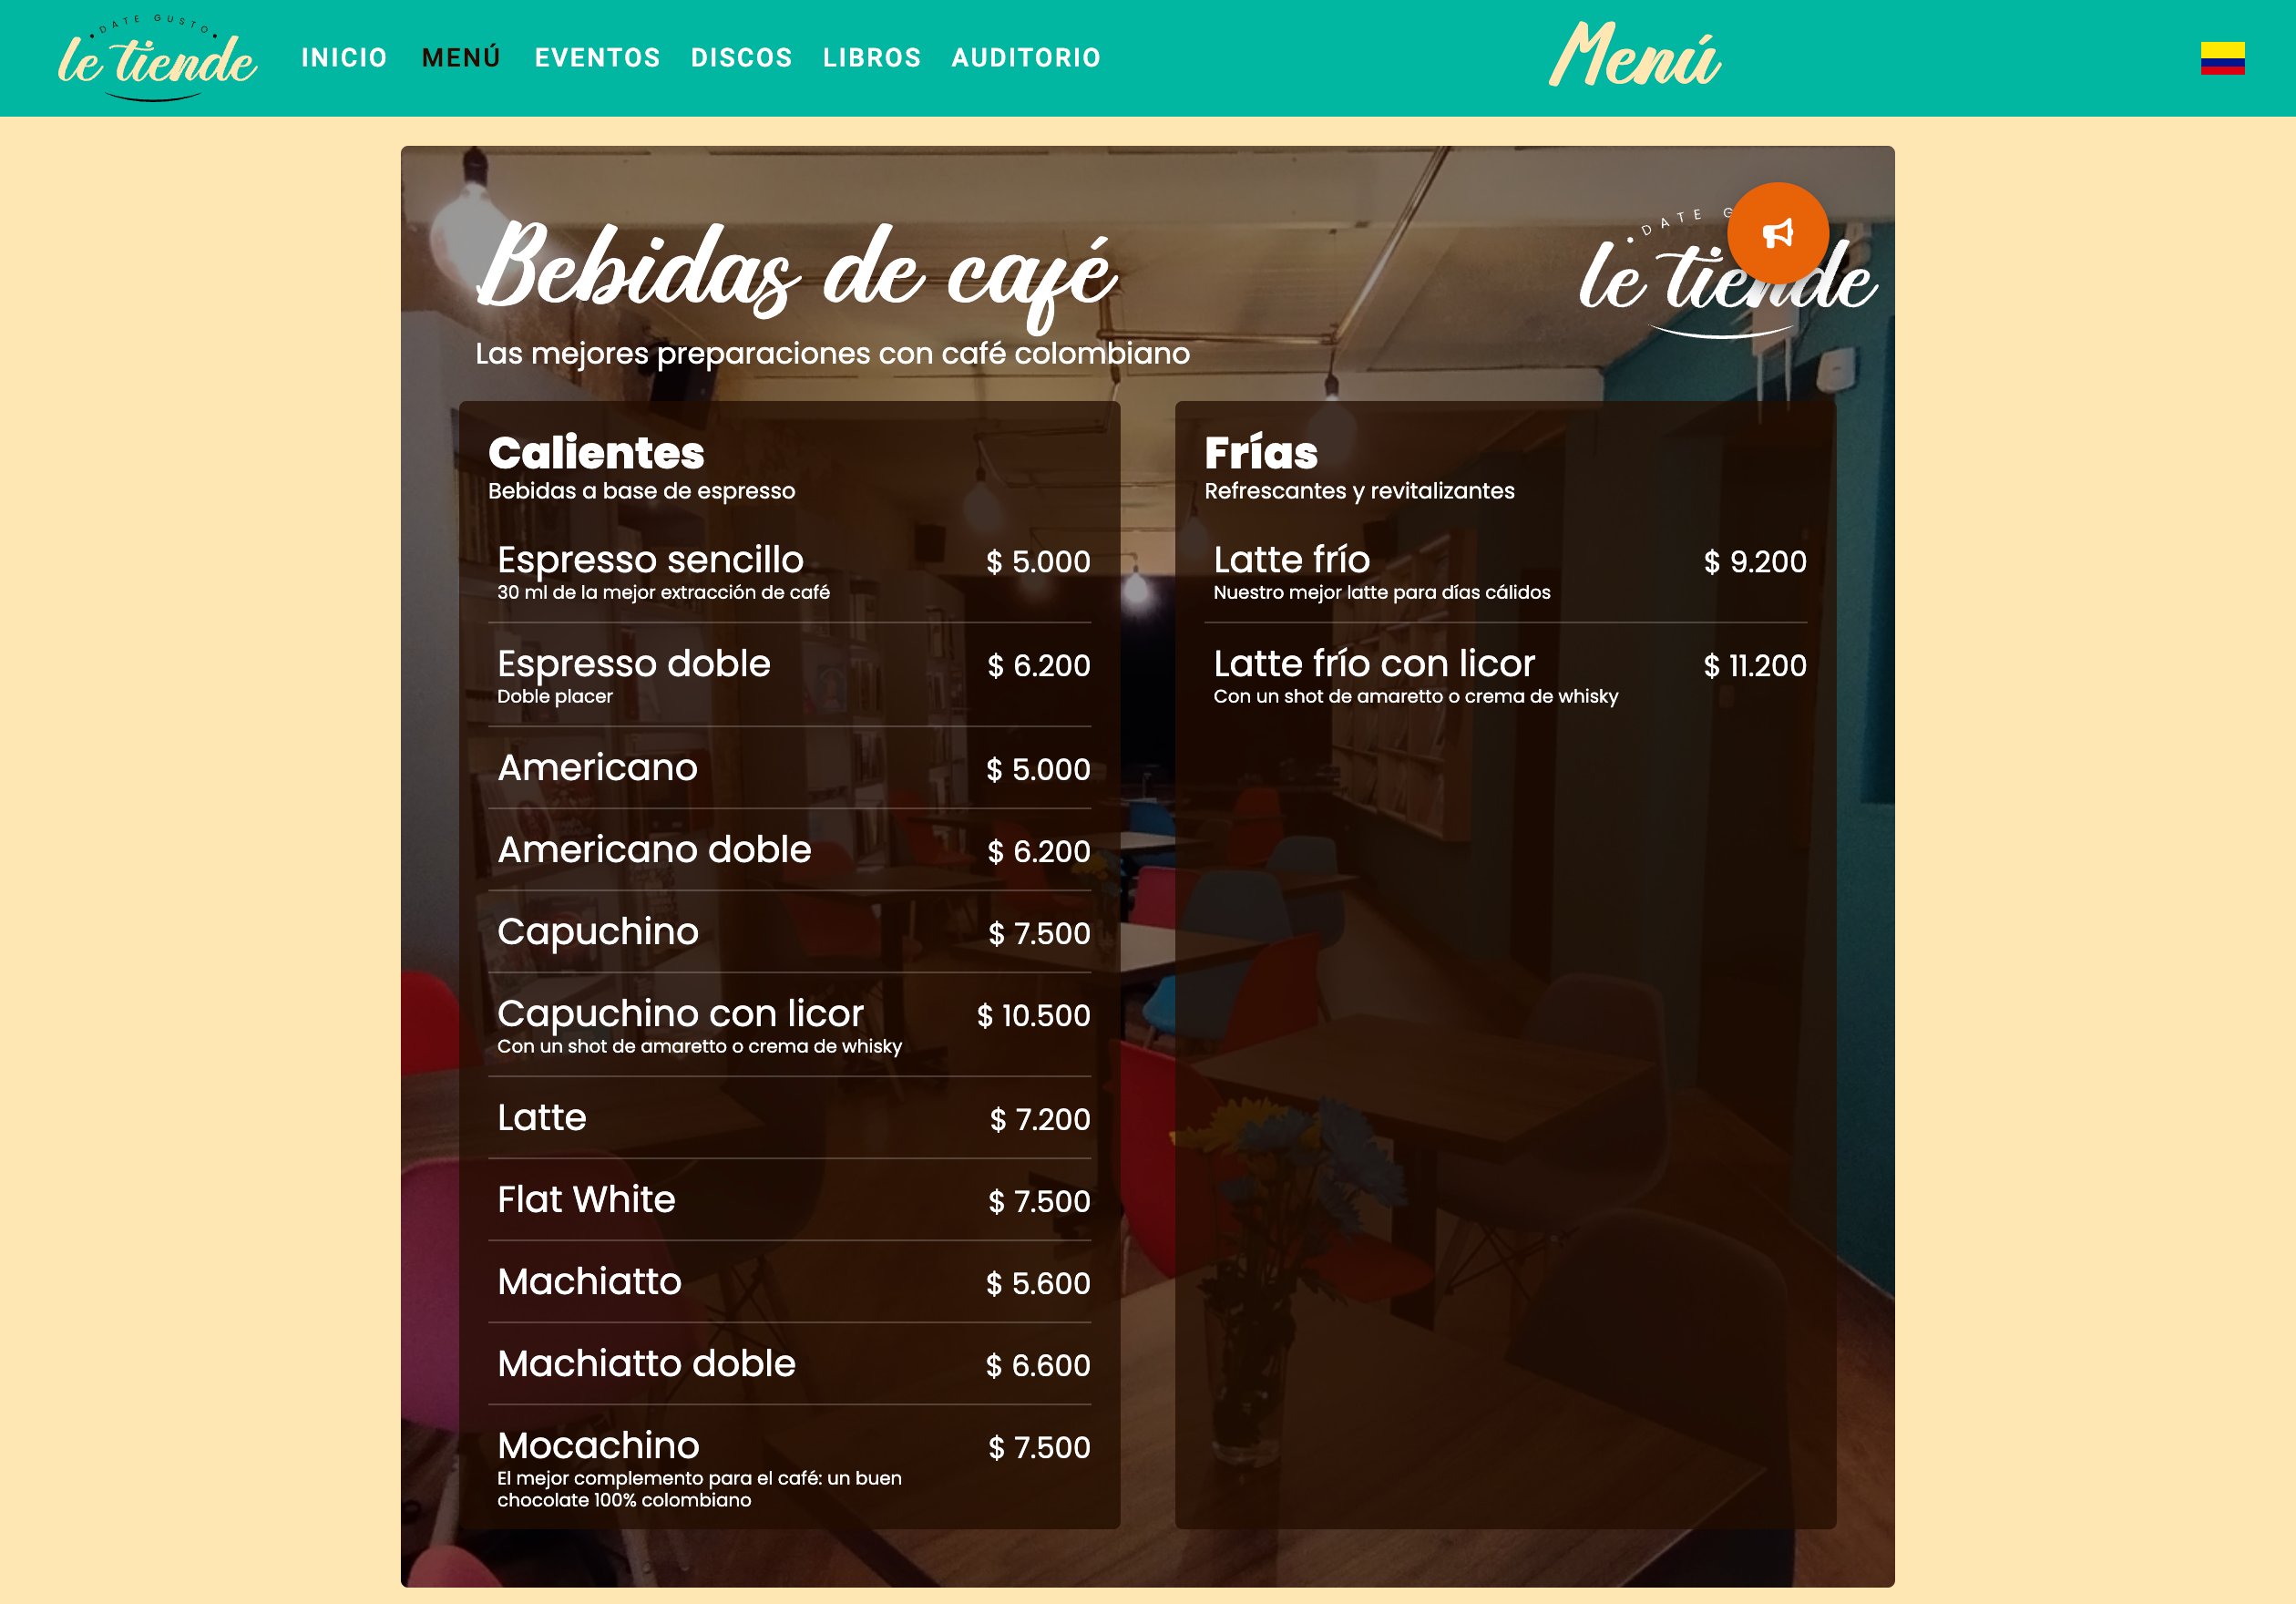 DATE GUSTO
le tiende
INICIO MENÚ EVENTOS DISCOS LIBROS AUDITORIO
Menú
Bebidas de café
Las mejores preparaciones con café colombiano
DATE G
le tiende
Calientes
Bebidas a base de espresso
Espresso sencillo $ 5.000
30 ml de la mejor extracción de café
Espresso doble $ 6.200
Doble placer
Americano $ 5.000
Americano doble $ 6.200
Capuchino $ 7.500
Capuchino con licor $ 10.500
Con un shot de amaretto o crema de whisky
Latte $ 7.200
Flat White $ 7.500
Machiatto $ 5.600
Machiatto doble $ 6.600
Mocachino $ 7.500
El mejor complemento para el café: un buen
chocolate 100% colombiano
Frías
Refrescantes y revitalizantes
Latte frío $ 9.200
Nuestro mejor latte para días cálidos
Latte frío con licor $ 11.200
Con un shot de amaretto o crema de whisky